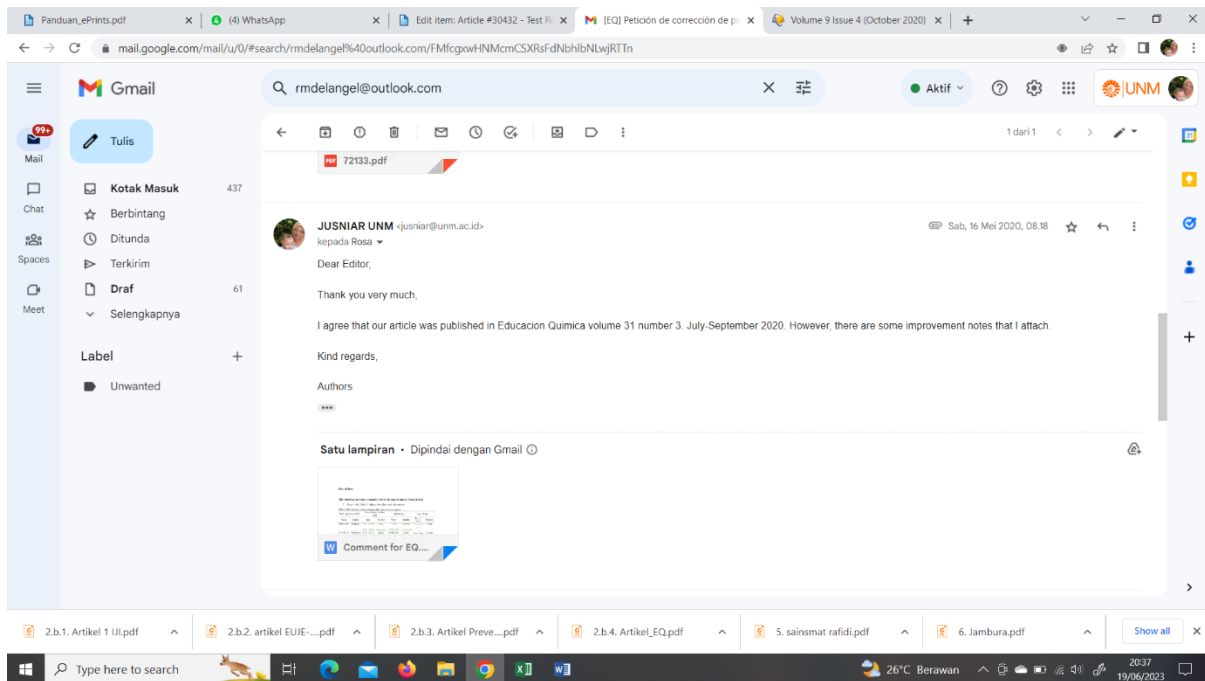 Panduan_ePrints.pdf
(4) WhatsApp
Edit item: Article #30432 - Test Re
[EQ] Petición de corrección de pr
Volume 9 Issue 4 (October 2020)
mail.google.com/mail/u/0/#search/rmdelangel%40outlook.com/FMfcgxwHNMcmCSXRsFdNbhlbNLwjRTTn
Gmail
rmdelangel@outlook.com
Aktif
UNM
99+
Mail
Chat
Spaces
Meet
Tulis
Kotak Masuk 437
Berbintang
Ditunda
Terkirim
Draf 61
Selengkapnya
Label
Unwanted
1 dari 1
31
PDF 72133.pdf
JUSNIAR UNM <jusniar@unm.ac.id>
Sab, 16 Mei 2020, 08.18
kepada Rosa
Dear Editor,
Thank you very much,
I agree that our article was published in Educacion Quimica volume 31 number 3. July-September 2020. However, there are some improvement notes that I attach.
Kind regards,
Authors
Satu lampiran • Dipindai dengan Gmail
W Comment for EQ....
2.b.1. Artikel 1 IJI.pdf
2.b.2. artikel EUJE-....pdf
2.b.3. Artikel Preve....pdf
2.b.4. Artikel_EQ.pdf
5. sainsmat rafidi.pdf
6. Jambura.pdf
Show all
Type here to search
26°C Berawan
20:37
19/06/2023